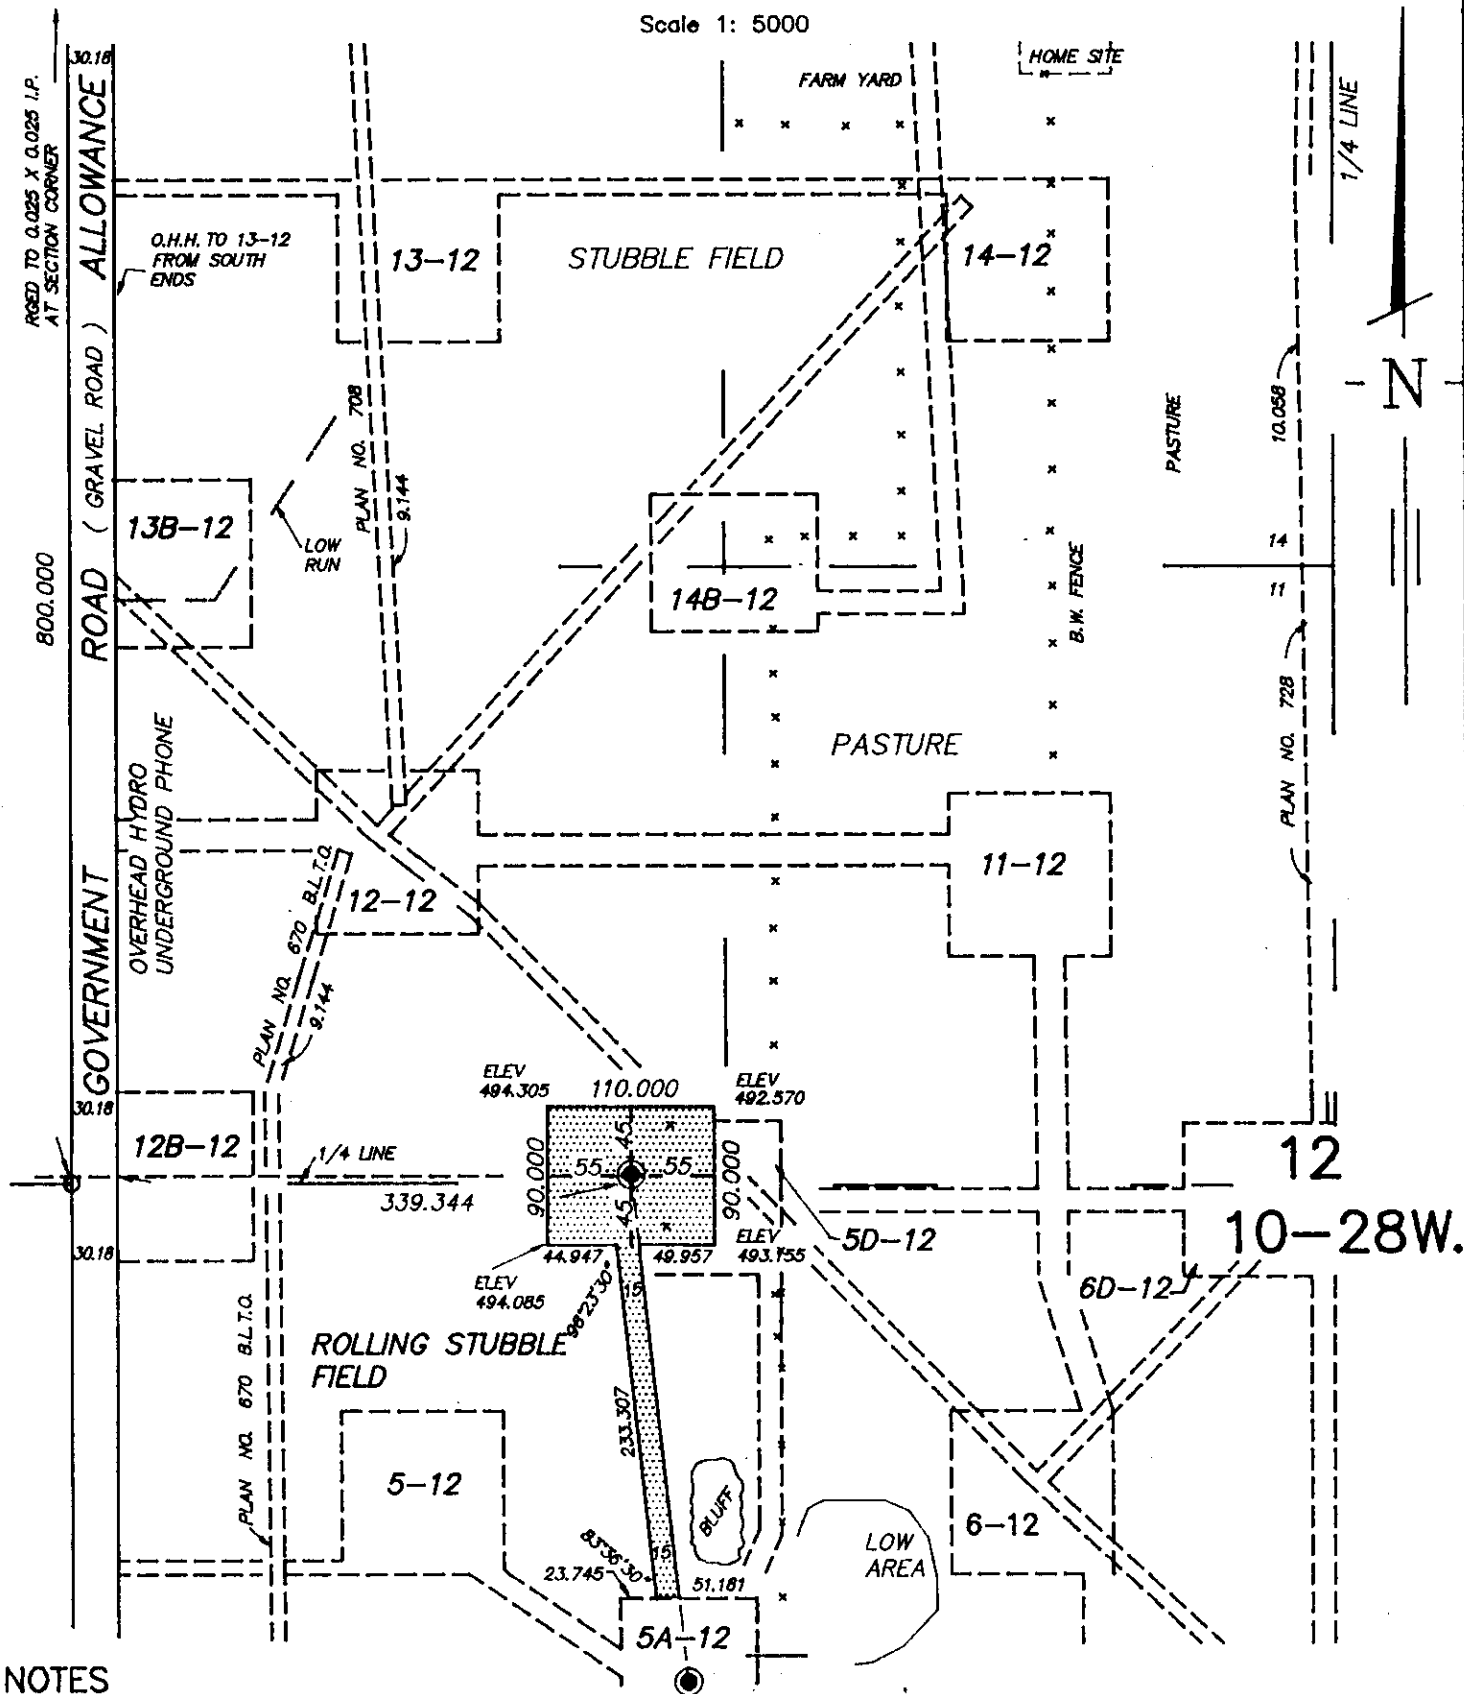 Scale 1: 5000
30.18
RGED TO 0.025 X 0.025 I.P.
AT SECTION CORNER
GOVERNMENT ROAD ( GRAVEL ROAD ) ALLOWANCE
FARM YARD
HOME SITE
1/4 LINE
O.H.H. TO 13-12
FROM SOUTH
ENDS
13-12
STUBBLE FIELD
14-12
N
PLAN NO. 708
9.144
PASTURE
10.058
13B-12
LOW
RUN
800.000
14B-12
B.W. FENCE
14
11
PLAN NO. 728
OVERHEAD HYDRO
UNDERGROUND PHONE
PASTURE
12-12
11-12
PLAN NO. 670 B.L.T.O.
9.144
ELEV
494.305
110.000
ELEV
492.570
30.18
12B-12
1/4 LINE
339.344
90.000
45
55
55
45
90.000
12
10-28W.
30.18
44.947
49.957
ELEV
493.155
5D-12
6D-12
ELEV
494.085
98°23'30"
15
ROLLING STUBBLE
FIELD
PLAN NO. 670 B.L.T.O.
233.307
5-12
BLUFF
LOW
AREA
6-12
83°36'30"
15
23.745
51.181
5A-12
NOTES